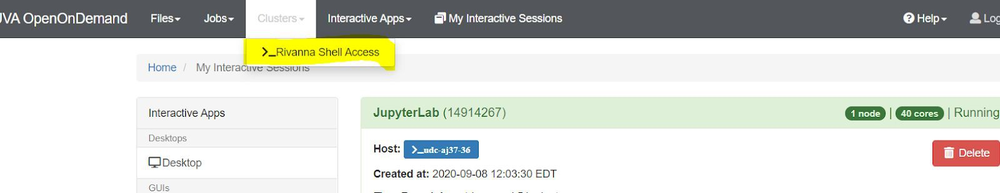 UVA OpenOnDemand Files Jobs Clusters Interactive Apps My Interactive Sessions Help Log
Rivanna Shell Access
Home / My Interactive Sessions
Interactive Apps
Desktops
Desktop
GUIs
JupyterLab (14914267) 1 node | 40 cores | Running
Host: >_udc-aj37-36 Delete
Created at: 2020-09-08 12:03:30 EDT